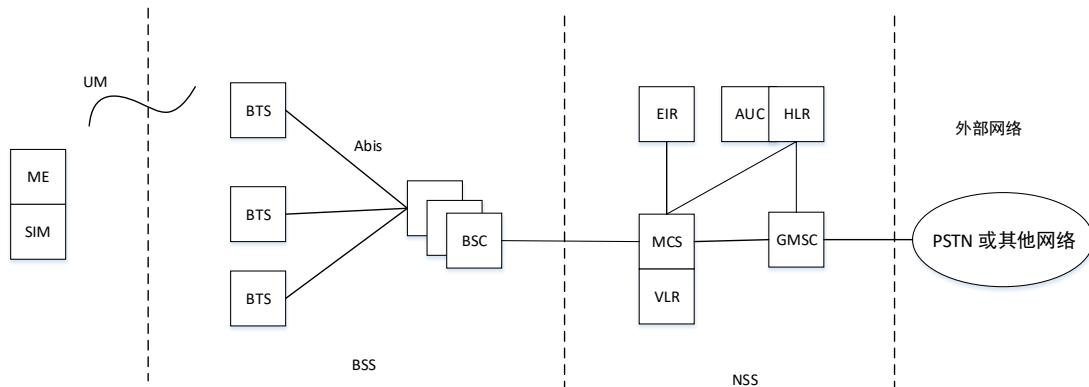 UM
BTS
EIR
AUC
HLR
外部网络
Abis
ME
SIM
BTS
BSC
MCS
GMSC
PSTN 或其他网络
BTS
VLR
BSS
NSS